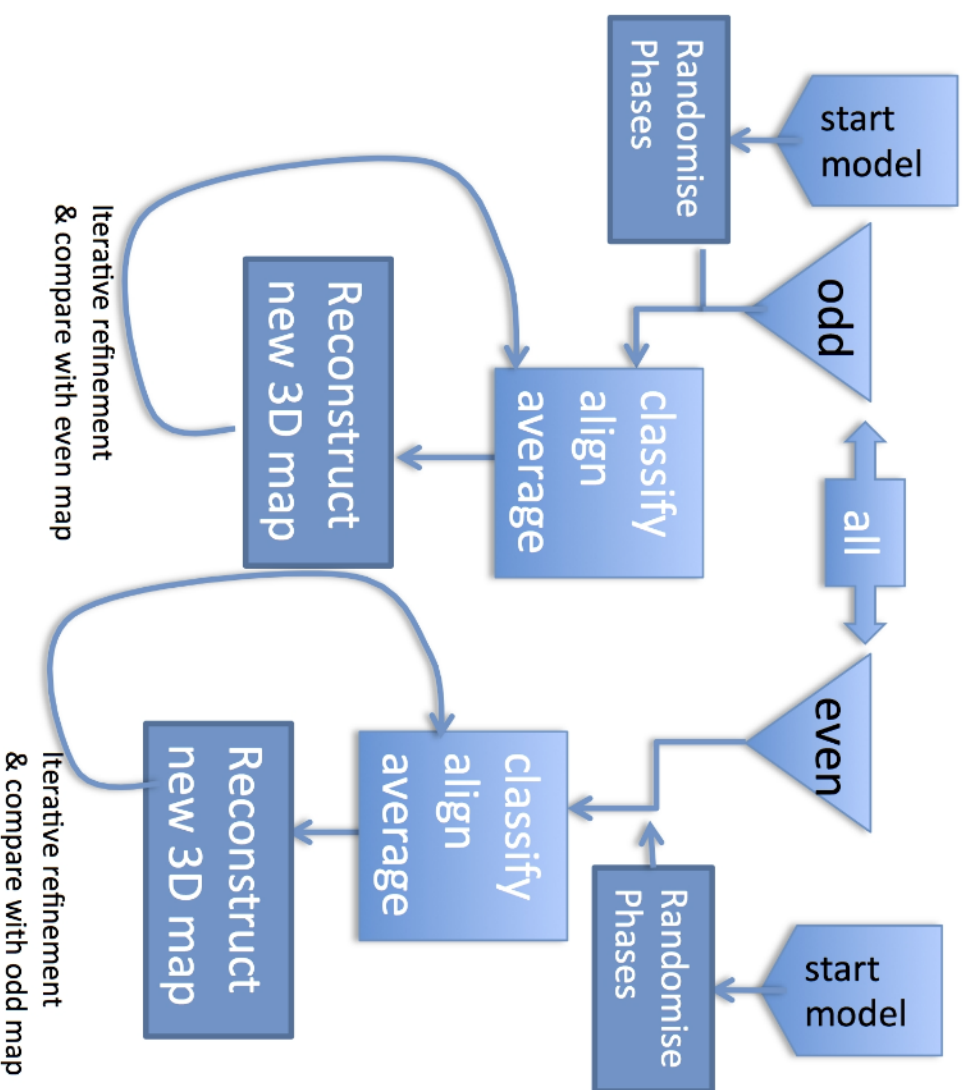 start
model
Randomise
Phases
odd
all
even
start
model
Randomise
Phases
classify
align
average
Reconstruct
new 3D map
Iterative refinement
& compare with even map
classify
align
average
Reconstruct
new 3D map
Iterative refinement
& compare with odd map